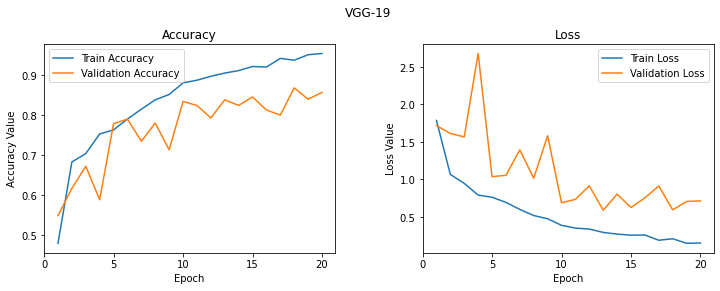 VGG-19
Accuracy
Train Accuracy
Validation Accuracy
Accuracy Value
0.9
0.8
0.7
0.6
0.5
0
5
10
15
20
Epoch
Loss
Train Loss
Validation Loss
Loss Value
2.5
2.0
1.5
1.0
0.5
0
5
10
15
20
Epoch